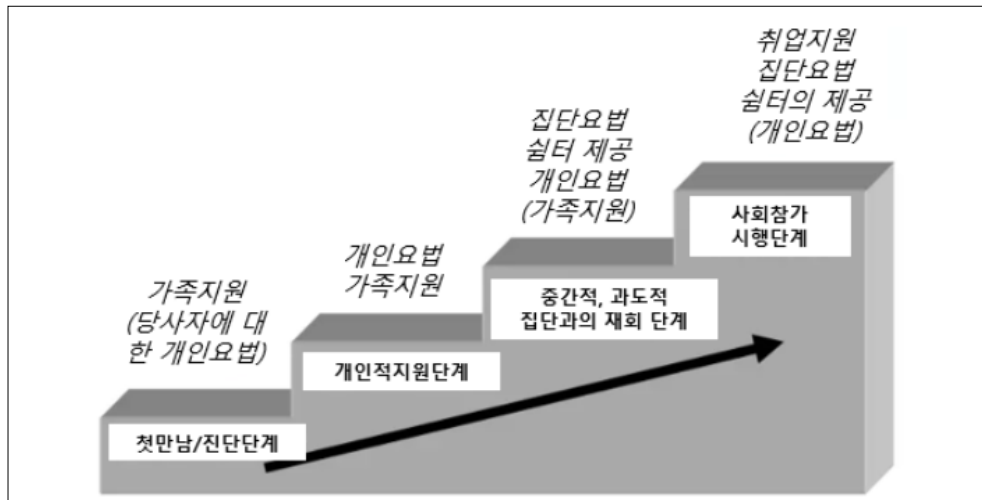 가족지원
(당사자에 대
한 개인요법)
첫만남/진단단계
개인요법
가족지원
개인적지원단계
집단요법
쉼터 제공
개인요법
(가족지원)
중간적, 과도적
집단과의 재회 단계
취업지원
집단요법
쉼터의 제공
(개인요법)
사회참가
시행단계